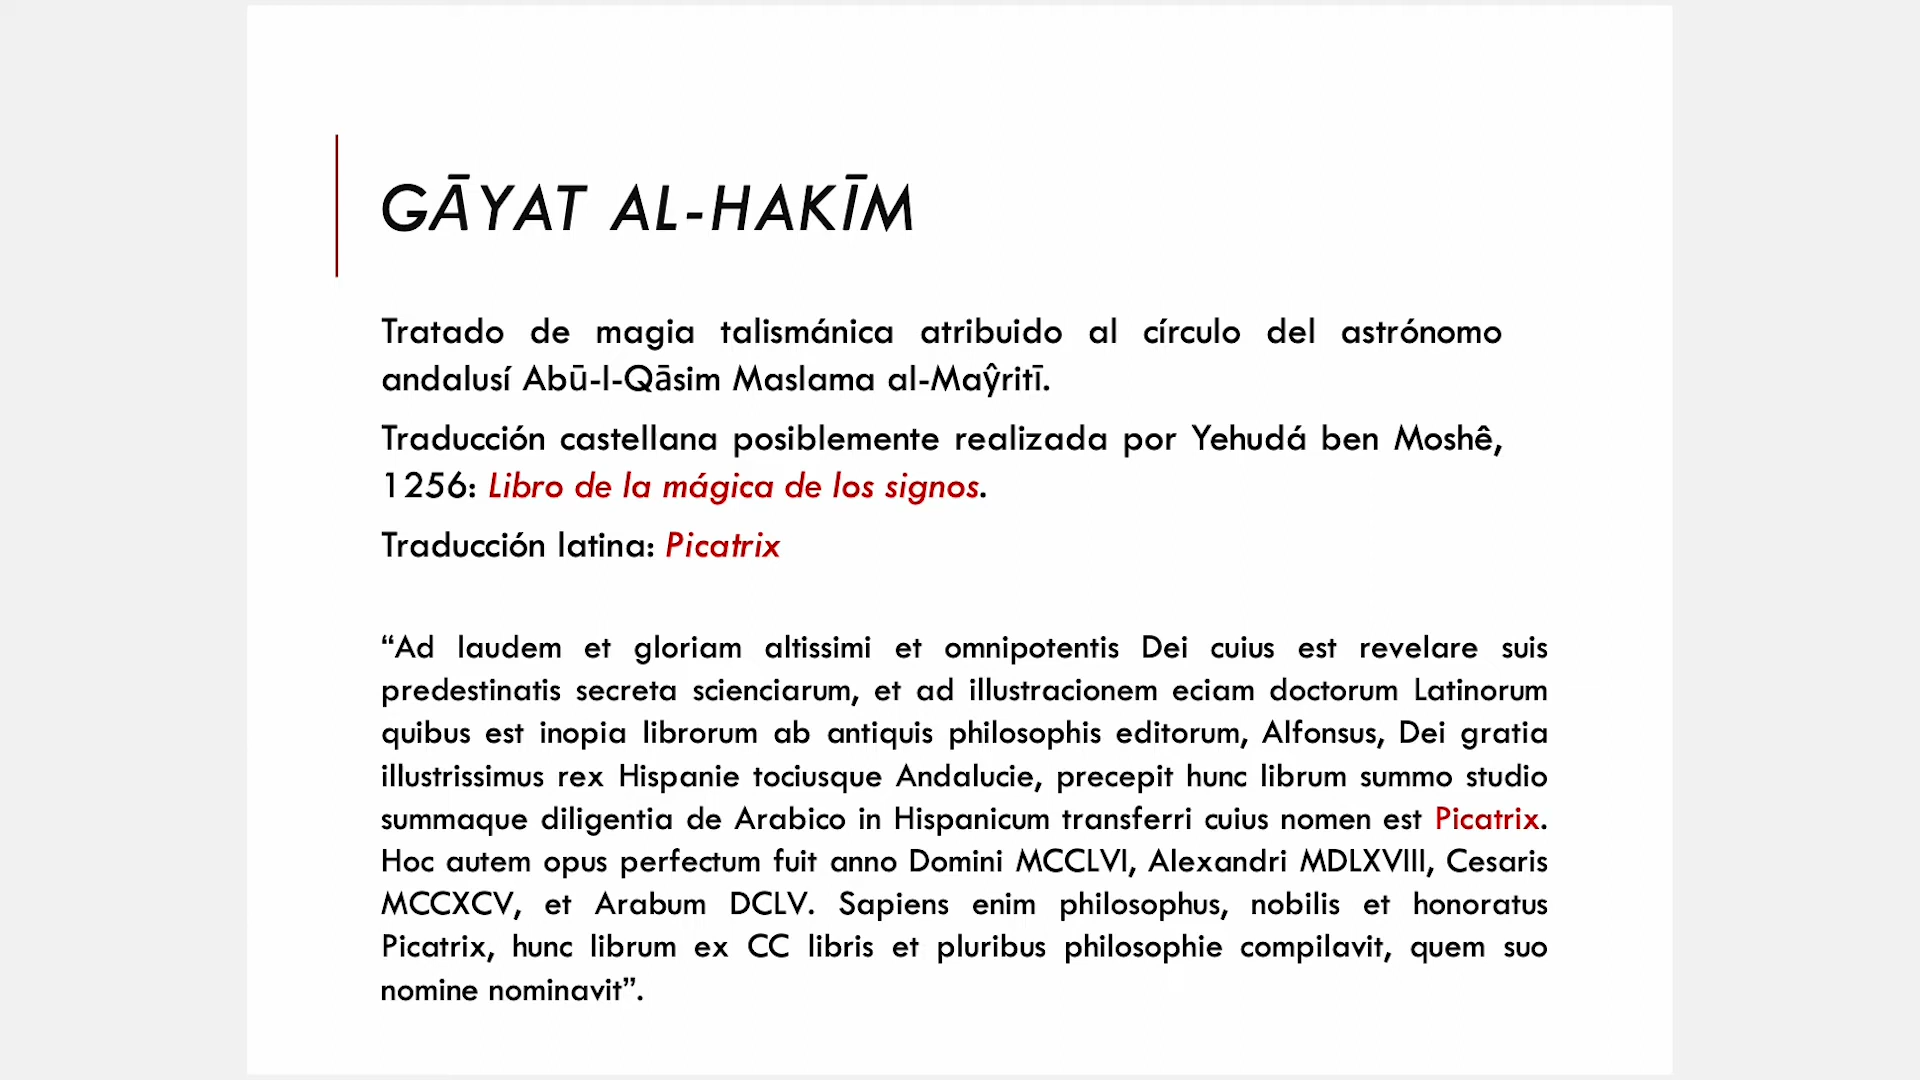 GĀYAT AL-HAKĪM
Tratado de magia talismánica atribuido al círculo del astrónomo
andalusí Abū-l-Qāsim Maslama al-Maŷritī.
Traducción castellana posiblemente realizada por Yehudá ben Moshê,
1256: Libro de la mágica de los signos.
Traducción latina: Picatrix
“Ad laudem et gloriam altissimi et omnipotentis Dei cuius est revelare suis
predestinatis secreta scienciarum, et ad illustracionem eciam doctorum Latinorum
quibus est inopia librorum ab antiquis philosophis editorum, Alfonsus, Dei gratia
illustrissimus rex Hispanie tociusque Andalucie, precepit hunc librum summo studio
summaque diligentia de Arabico in Hispanicum transferri cuius nomen est Picatrix.
Hoc autem opus perfectum fuit anno Domini MCCLVI, Alexandri MDLXVIII, Cesaris
MCCXCV, et Arabum DCLV. Sapiens enim philosophus, nobilis et honoratus
Picatrix, hunc librum ex CC libris et pluribus philosophie compilavit, quem suo
nomine nominavit”.